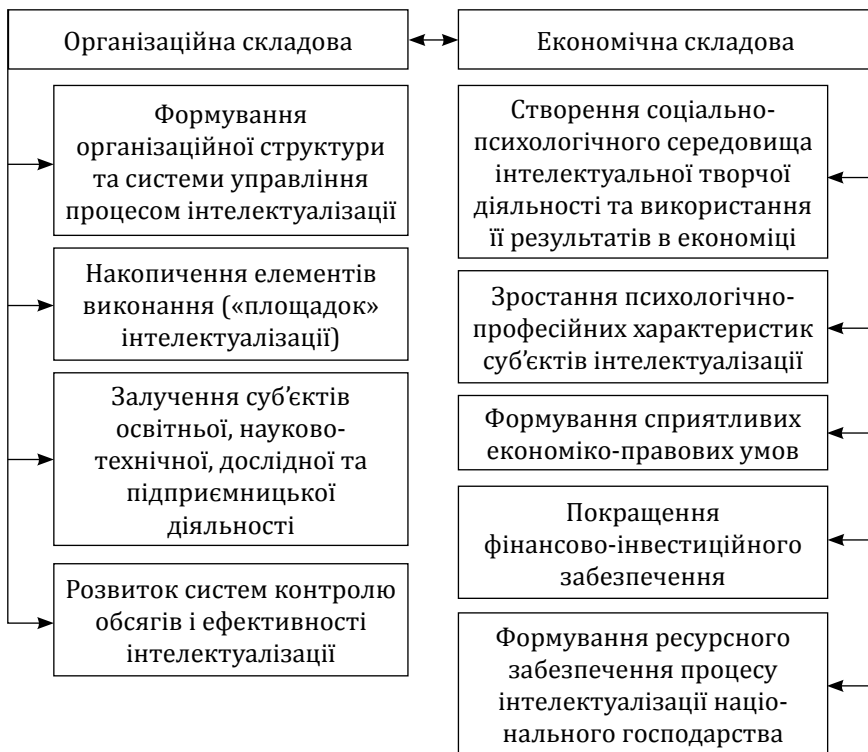 Організаційна складова
Економічна складова
Формування
організаційної структури
та системи управління
процесом інтелектуалізації
Накопичення елементів
виконання («площадок»
інтелектуалізації)
Залучення суб’єктів
освітньої, науково-
технічної, дослідної та
підприємницької
діяльності
Розвиток систем контролю
обсягів і ефективності
інтелектуалізації
Створення соціально-
психологічного середовища
інтелектуальної творчої
діяльності та використання
її результатів в економіці
Зростання психологічно-
професійних характеристик
суб’єктів інтелектуалізації
Формування сприятливих
економіко-правових умов
Покращення
фінансово-інвестиційного
забезпечення
Формування ресурсного
забезпечення процесу
інтелектуалізації націо-
нального господарства